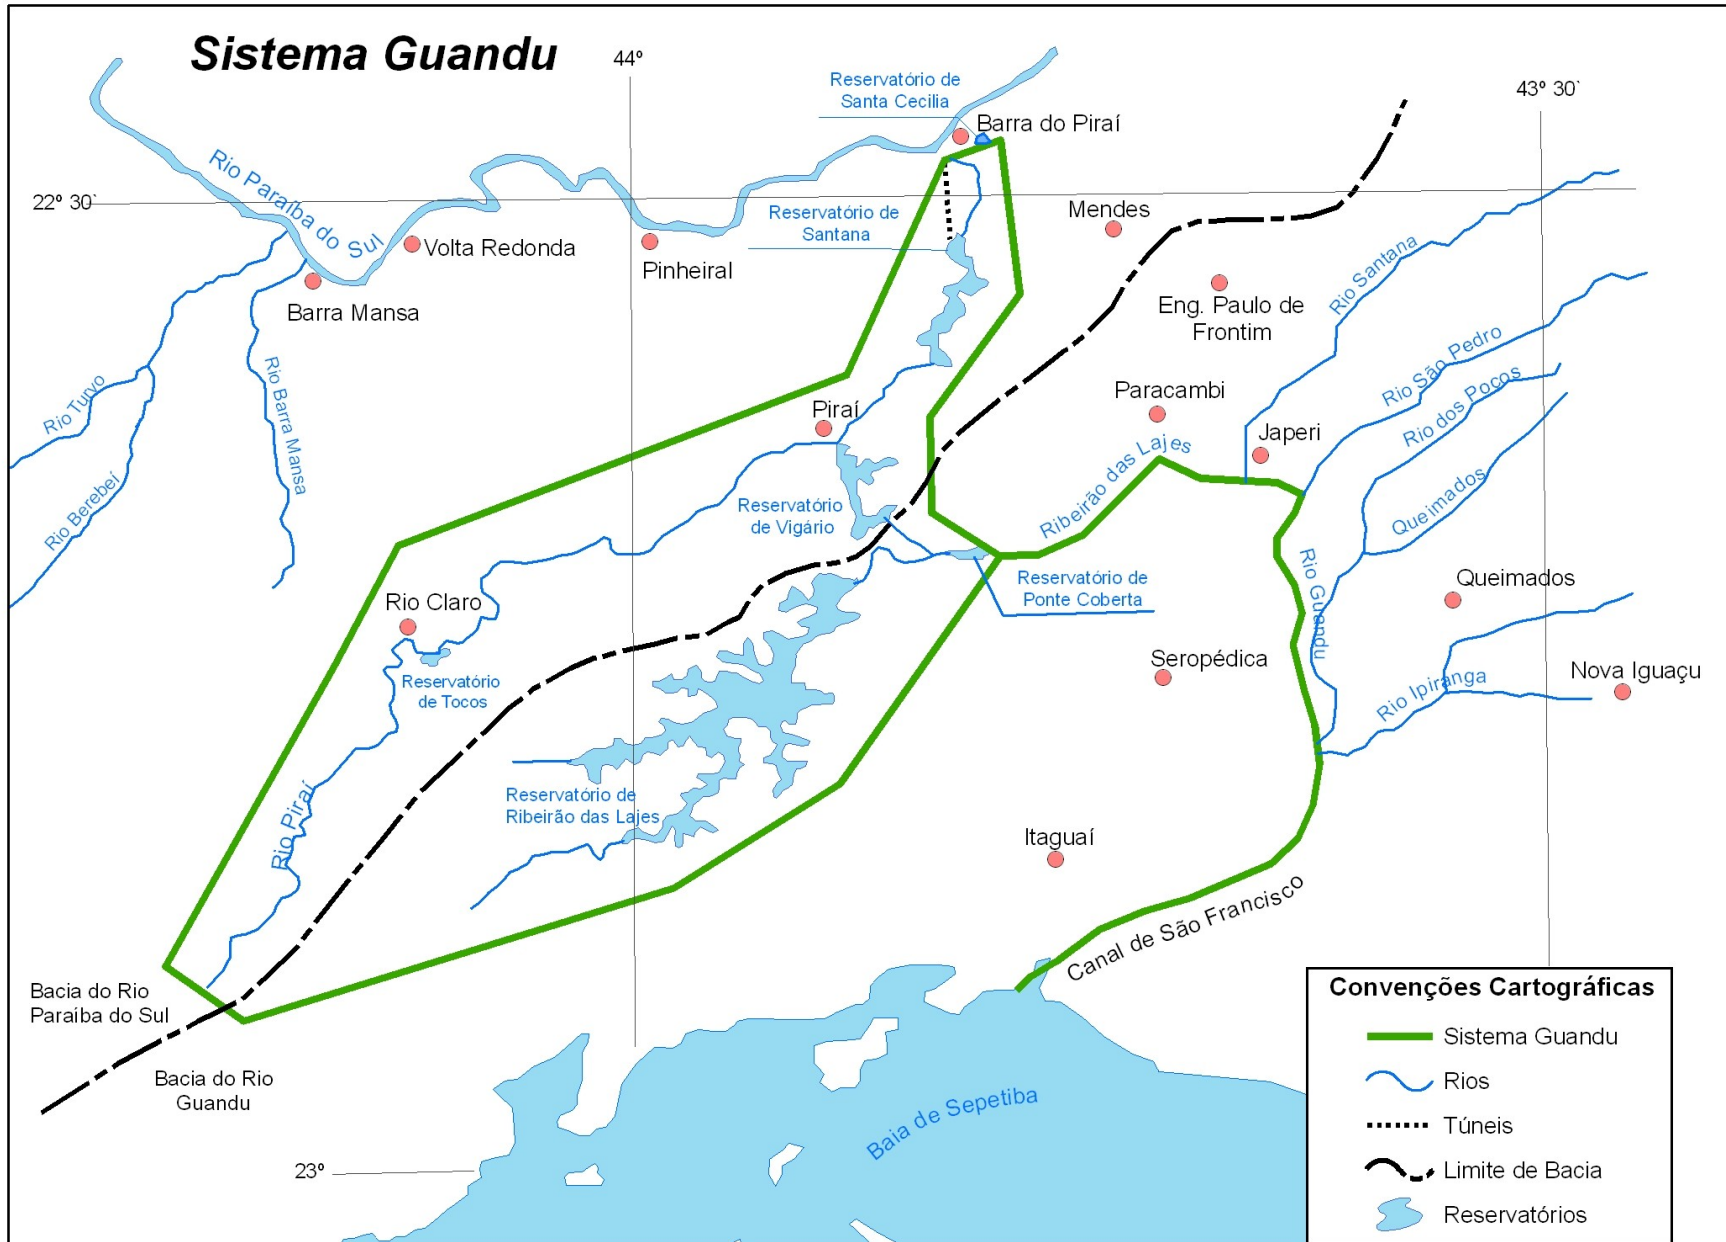 Sistema Guandu
44º
43º 30`
22º 30`
23º
Reservatório de
Santa Cecilia
Barra do Piraí
Rio Paraíba do Sul
Reservatório de
Santana
Mendes
Volta Redonda
Pinheiral
Barra Mansa
Eng. Paulo de
Frontim
Rio Santana
Rio São Pedro
Rio dos Pocos
Rio Turvo
Rio Barra Mansa
Rio Berebeí
Piraí
Paracambi
Japeri
Ribeirão das Lajes
Queimados
Reservatório
de Vigário
Reservatório de
Ponte Coberta
Rio Guandu
Queimados
Rio Claro
Reservatório
de Tocos
Seropédica
Nova Iguaçu
Rio Ipiranga
Rio Piraí
Reservatório de
Ribeirão das Lajes
Itaguaí
Canal de São Francisco
Bacia do Rio
Paraiba do Sul
Bacia do Rio
Guandu
Baia de Sepetiba
Convenções Cartográficas
Sistema Guandu
Rios
Túneis
Limite de Bacia
Reservatórios